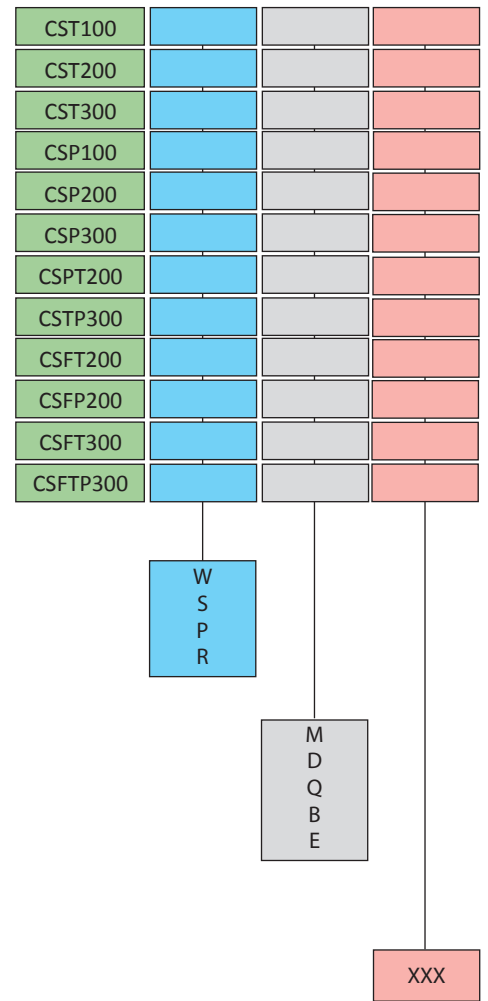 CST100
CST200
CST300
CSP100
CSP200
CSP300
CSPT200
CSTP300
CSFT200
CSFP200
CSFT300
CSFTP300
W
S
P
R
M
D
Q
B
E
XXX